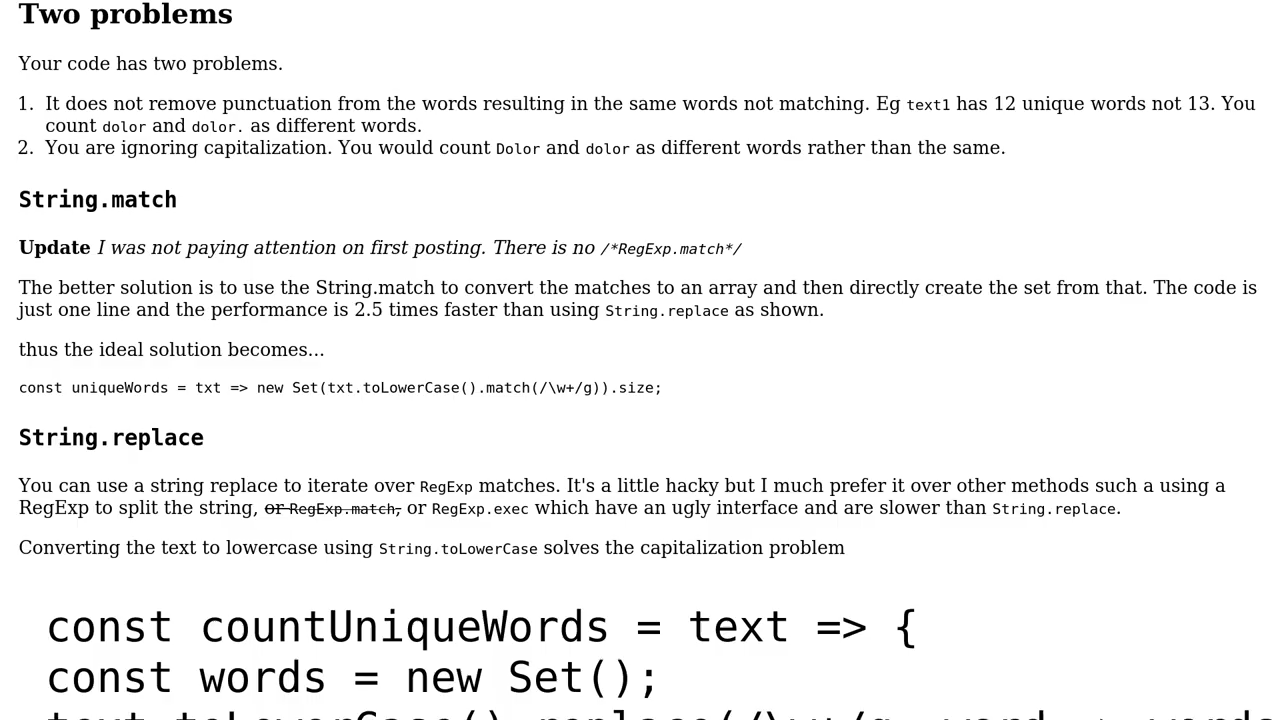 Two problems
Your code has two problems.
1. It does not remove punctuation from the words resulting in the same words not matching. Eg text1 has 12 unique words not 13. You
count dolor and dolor. as different words.
2. You are ignoring capitalization. You would count Dolor and dolor as different words rather than the same.
String.match
Update I was not paying attention on first posting. There is no /*RegExp.match*/
The better solution is to use the String.match to convert the matches to an array and then directly create the set from that. The code is
just one line and the performance is 2.5 times faster than using String.replace as shown.
thus the ideal solution becomes...
const uniqueWords = txt => new Set(txt.toLowerCase().match(/\w+/g)).size;
String.replace
You can use a string replace to iterate over RegExp matches. It's a little hacky but I much prefer it over other methods such a using a
RegExp to split the string, or RegExp.match, or RegExp.exec which have an ugly interface and are slower than String.replace.
Converting the text to lowercase using String.toLowerCase solves the capitalization problem
const countUniqueWords = text => {
const words = new Set();
text.toLowerCase().replace(/\w+/g, word => words